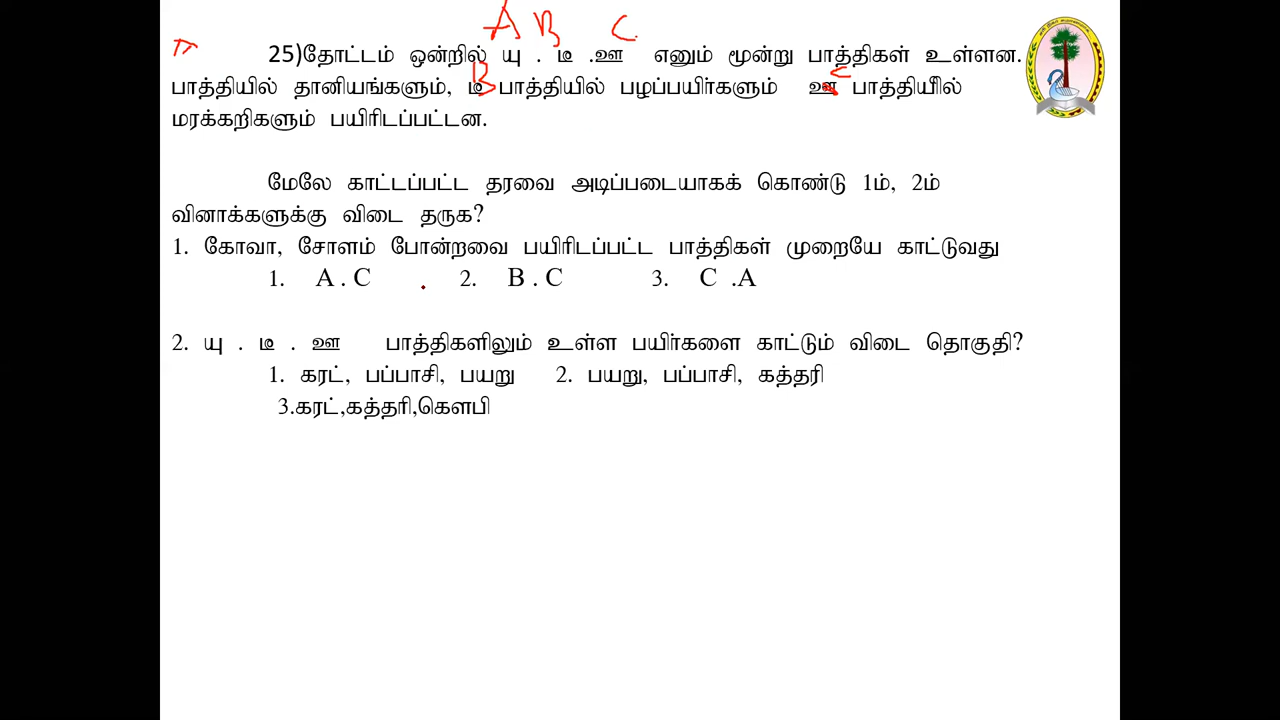 A B C
25)தோட்டம் ஒன்றில் யு . டீ .ஊ எனும் மூன்று பாத்திகள் உள்ளன.
பாத்தியில் தானியங்களும், டீ B பாத்தியில் பழப்பயிர்களும் ஊ C பாத்தியில்
மரக்கறிகளும் பயிரிடப்பட்டன.
மேலே காட்டப்பட்ட தரவை அடிப்படையாகக் கொண்டு 1ம், 2ம்
வினாக்களுக்கு விடை தருக?
1. கோவா, சோளம் போன்றவை பயிரிடப்பட்ட பாத்திகள் முறையே காட்டுவது
1. A . C 2. B . C 3. C .A
2. யு . டீ . ஊ பாத்திகளிலும் உள்ள பயிர்களை காட்டும் விடை தொகுதி?
1. கரட், பப்பாசி, பயறு 2. பயறு, பப்பாசி, கத்தரி
3.கரட்,கத்தரி,கௌபி